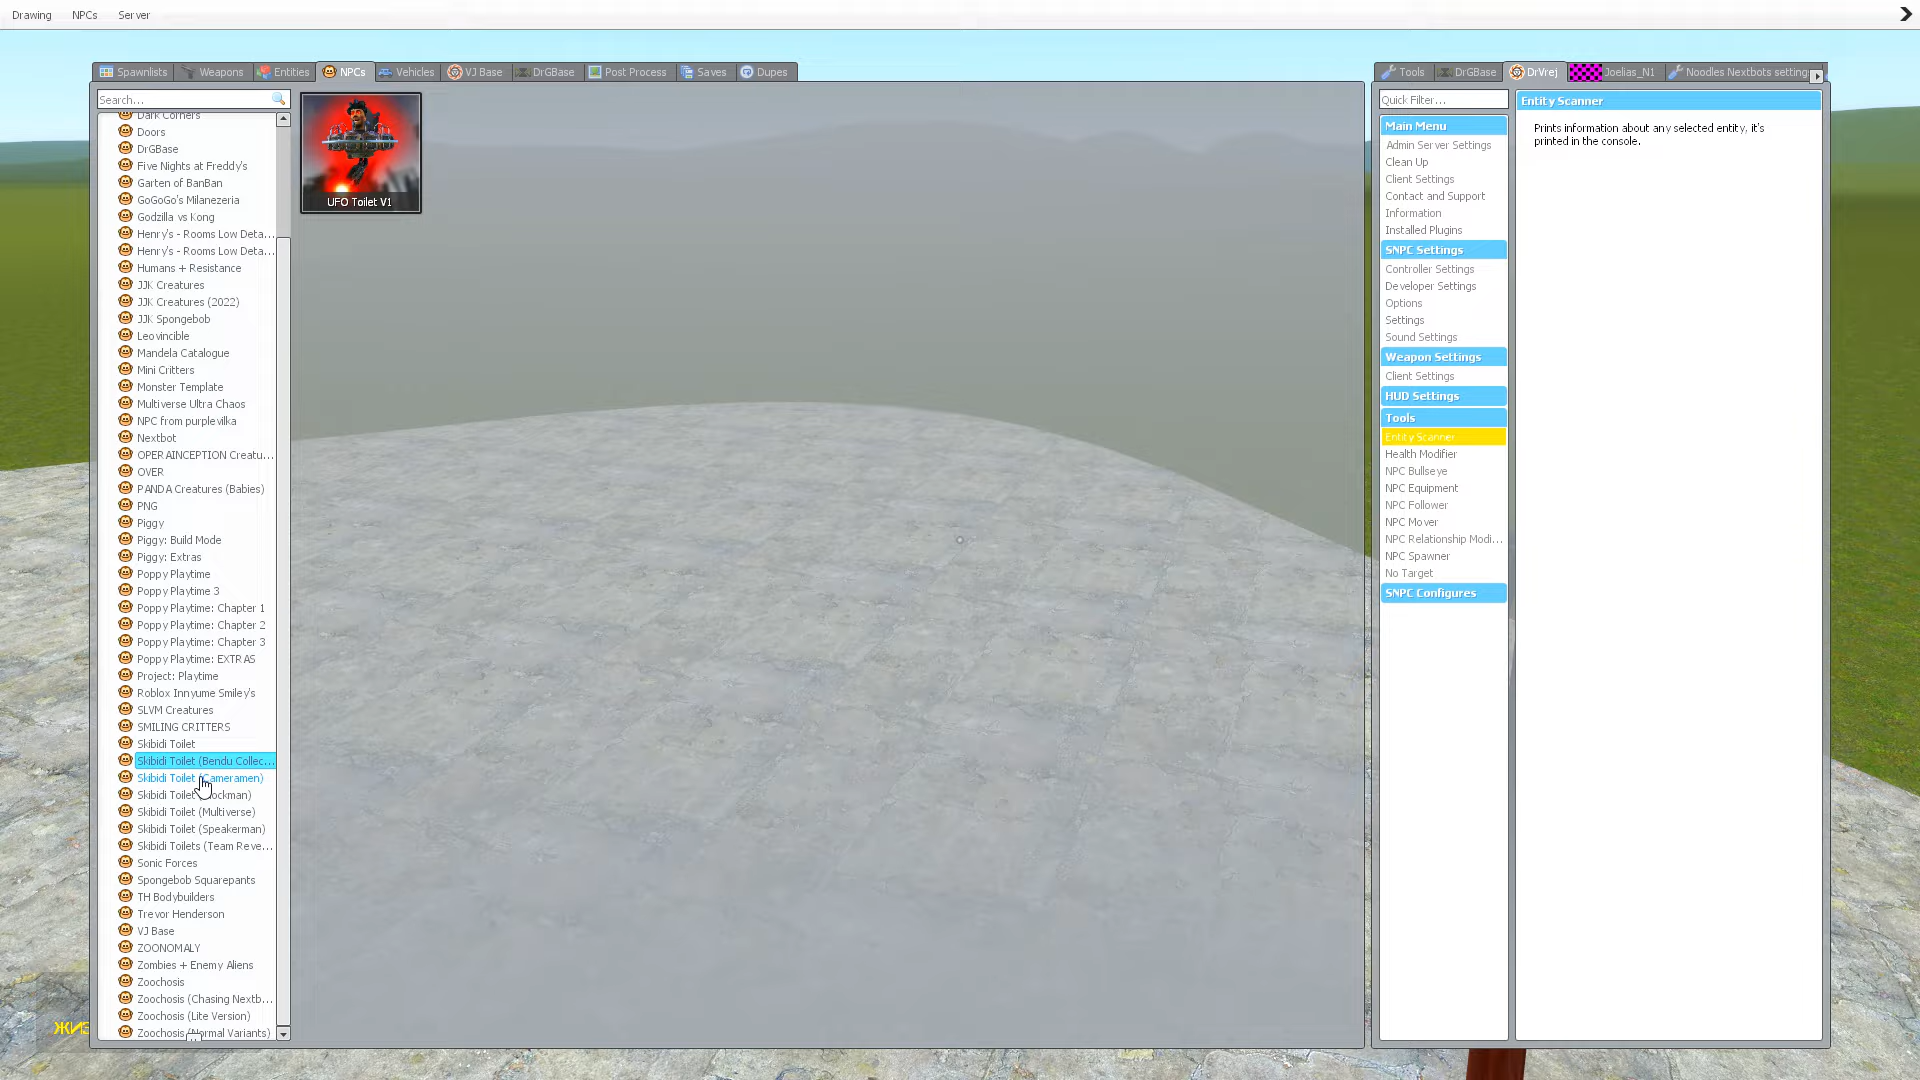 Drawing NPCs Server
Spawnlists Weapons Entities NPCs Vehicles VJ Base DrGBase Post Process Saves Dupes
Search...
Dark Corners
Doors
DrGBase
Five Nights at Freddy's
Garten of BanBan
GoGoGo's Milanezeria
Godzilla vs Kong
Henry's - Rooms Low Deta...
Henry's - Rooms Low Deta...
Humans + Resistance
JJK Creatures
JJK Creatures (2022)
JJK Spongebob
Leovincible
Mandela Catalogue
Mini Critters
Monster Template
Multiverse Ultra Chaos
NPC from purplevilka
Nextbot
OPERAINCEPTION Creatu...
OVER
PANDA Creatures (Babies)
PNG
Piggy
Piggy: Build Mode
Piggy: Extras
Poppy Playtime
Poppy Playtime 3
Poppy Playtime: Chapter 1
Poppy Playtime: Chapter 2
Poppy Playtime: Chapter 3
Poppy Playtime: EXTRAS
Project: Playtime
Roblox Innyume Smiley's
SLVM Creatures
SMILING CRITTERS
Skibidi Toilet
Skibidi Toilet (Bendu Collec...
Skibidi Toilet (Cameramen)
Skibidi Toilet
Skibidi Toilet (Multiverse)
Skibidi Toilet (Speakerman)
Skibidi Toilets (Team Reve...
Sonic Forces
Spongebob Squarepants
TH Bodybuilders
Trevor Henderson
VJ Base
ZOONOMALY
Zombies + Enemy Aliens
Zoochosis
Zoochosis (Chasing Nextb...
Zoochosis (Lite Version)
Zoochosis (Normal Variants)
UFO Toilet V1
Tools DrGBase DrVrej Joelias_N1 Noodles Nextbots setting
Quick Filter...
Main Menu
Admin Server Settings
Clean Up
Client Settings
Contact and Support
Information
Installed Plugins
SNPC Settings
Controller Settings
Developer Settings
Options
Settings
Sound Settings
Weapon Settings
Client Settings
HUD Settings
Tools
Entity Scanner
Health Modifier
NPC Bullseye
NPC Equipment
NPC Follower
NPC Mover
NPC Relationship Modi...
NPC Spawner
No Target
SNPC Configures
Entity Scanner
Prints information about any selected entity, it's
printed in the console.